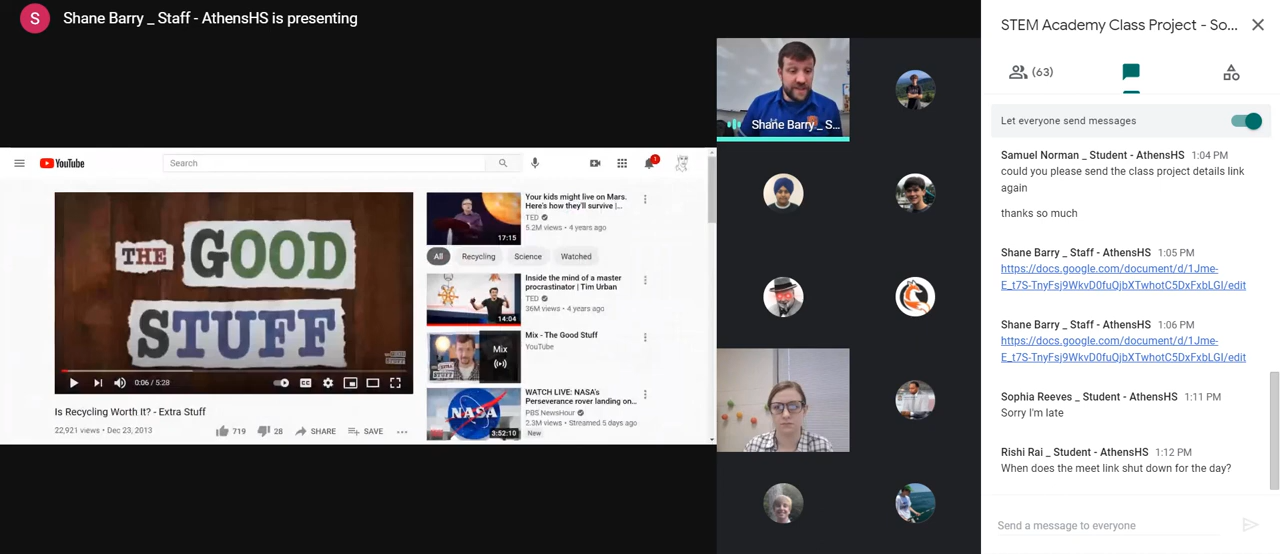 S
Shane Barry _ Staff - AthensHS is presenting
YouTube
Search
1
THE GOOD
STUFF
THE GOOD STUFF
0:06 / 5:28
CC
Is Recycling Worth It? - Extra Stuff
22,921 views • Dec 23, 2013
719
28
SHARE
SAVE
17:15
Your kids might live on Mars.
Here's how they'll survive |...
TED
5.2M views • 4 years ago
All
Recycling
Science
Watched
14:04
Inside the mind of a master
procrastinator | Tim Urban
TED
36M views • 4 years ago
Mix
Mix - The Good Stuff
YouTube
NASA
3:52:10
WATCH LIVE: NASA's
Perseverance rover landing on...
PBS NewsHour
2.3M views • Streamed 5 days ago
New
Shane Barry _ S...
STEM Academy Class Project - So...
(63)
Let everyone send messages
Samuel Norman _ Student - AthensHS 1:04 PM
could you please send the class project details link
again
thanks so much
Shane Barry _ Staff - AthensHS 1:05 PM
https://docs.google.com/document/d/1Jme-
E_t7S-TnyFsj9WkvD0fuQjbXTwhotC5DxFxbLGI/edit
Shane Barry _ Staff - AthensHS 1:06 PM
https://docs.google.com/document/d/1Jme-
E_t7S-TnyFsj9WkvD0fuQjbXTwhotC5DxFxbLGI/edit
Sophia Reeves _ Student - AthensHS 1:11 PM
Sorry I'm late
Rishi Rai _ Student - AthensHS 1:12 PM
When does the meet link shut down for the day?
Send a message to everyone